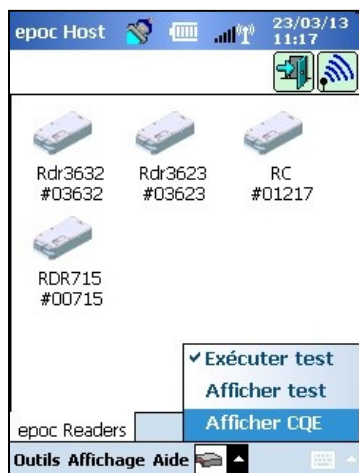 epoc Host
23/03/13
11:17
Rdr3632
#03632
Rdr3623
#03623
RC
#01217
RDR715
#00715
Exécuter test
Afficher test
Afficher CQE
epoc Readers
Outils Affichage Aide